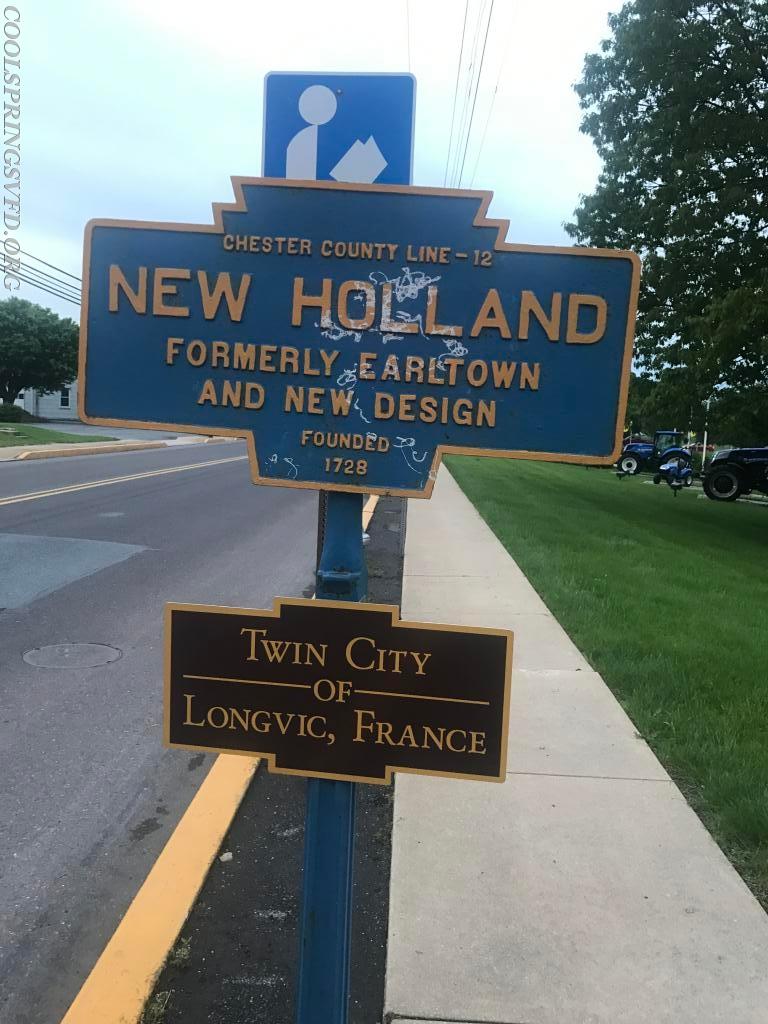 COOLSPRINGSVFD.ORG
CHESTER COUNTY LINE-12
NEW HOLLAND
FORMERLY EARLTOWN
AND NEW DESIGN
FOUNDED
1728
TWIN CITY
OF
LONGVIC, FRANCE